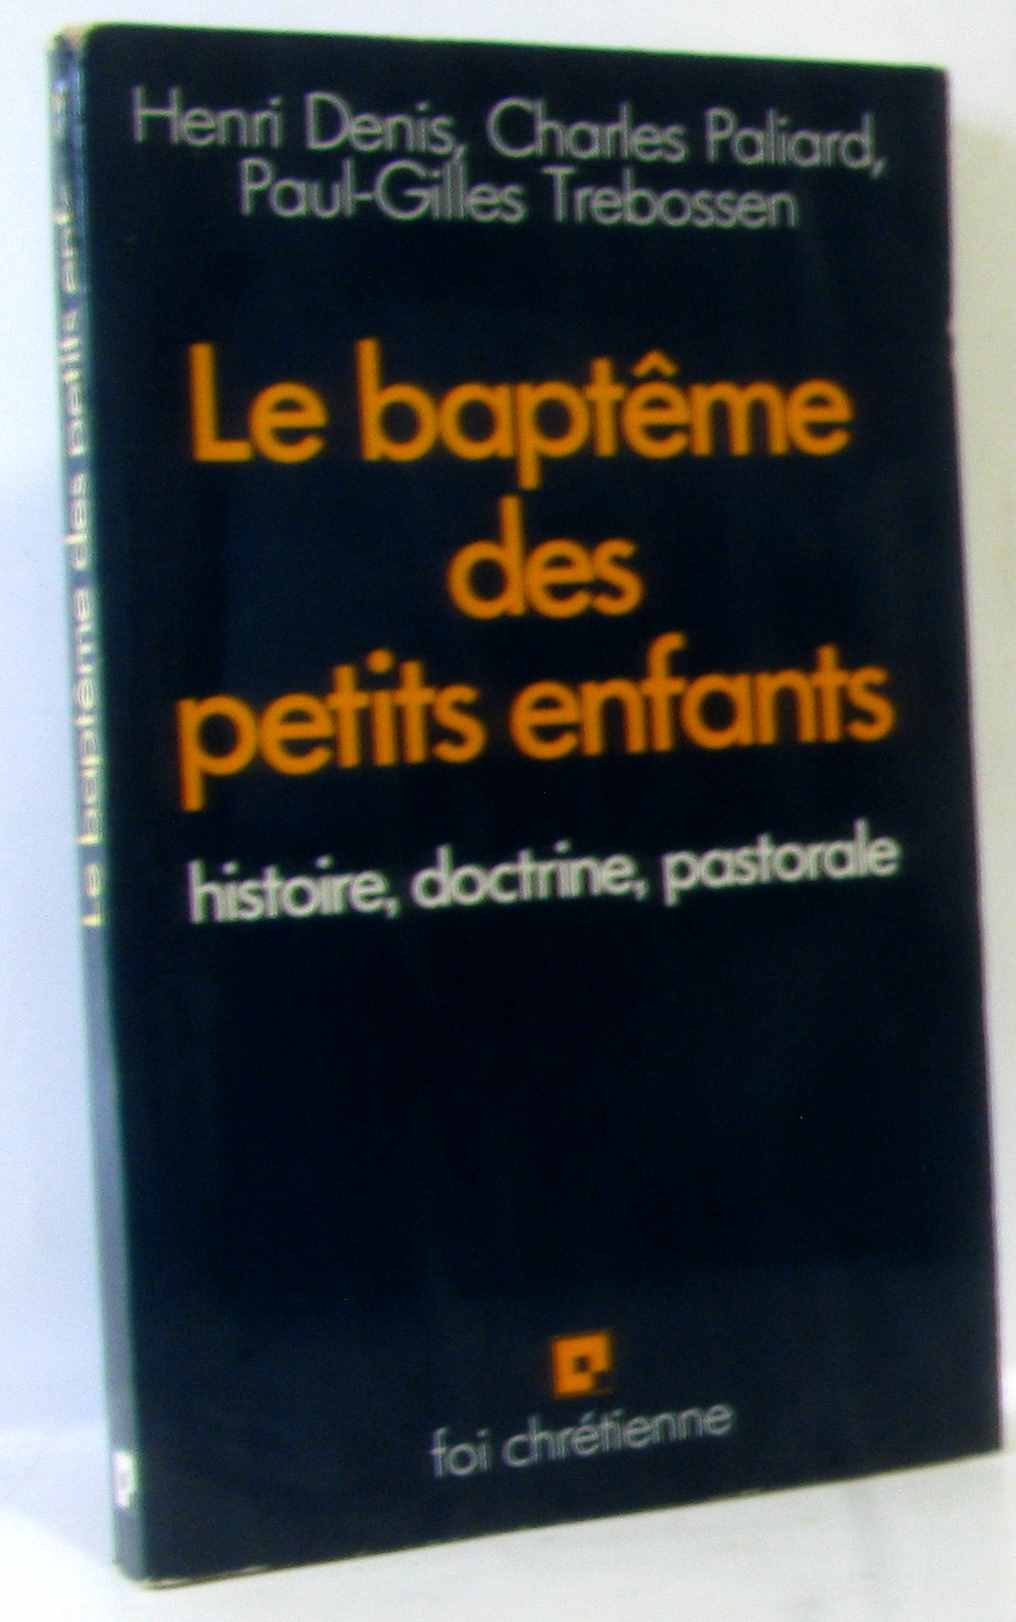 Henri Denis, Charles Paliard,
Paul-Gilles Trebossen
Le baptême
des
petits enfants
histoire, doctrine, pastorale
foi chrétienne
Le baptême des petits